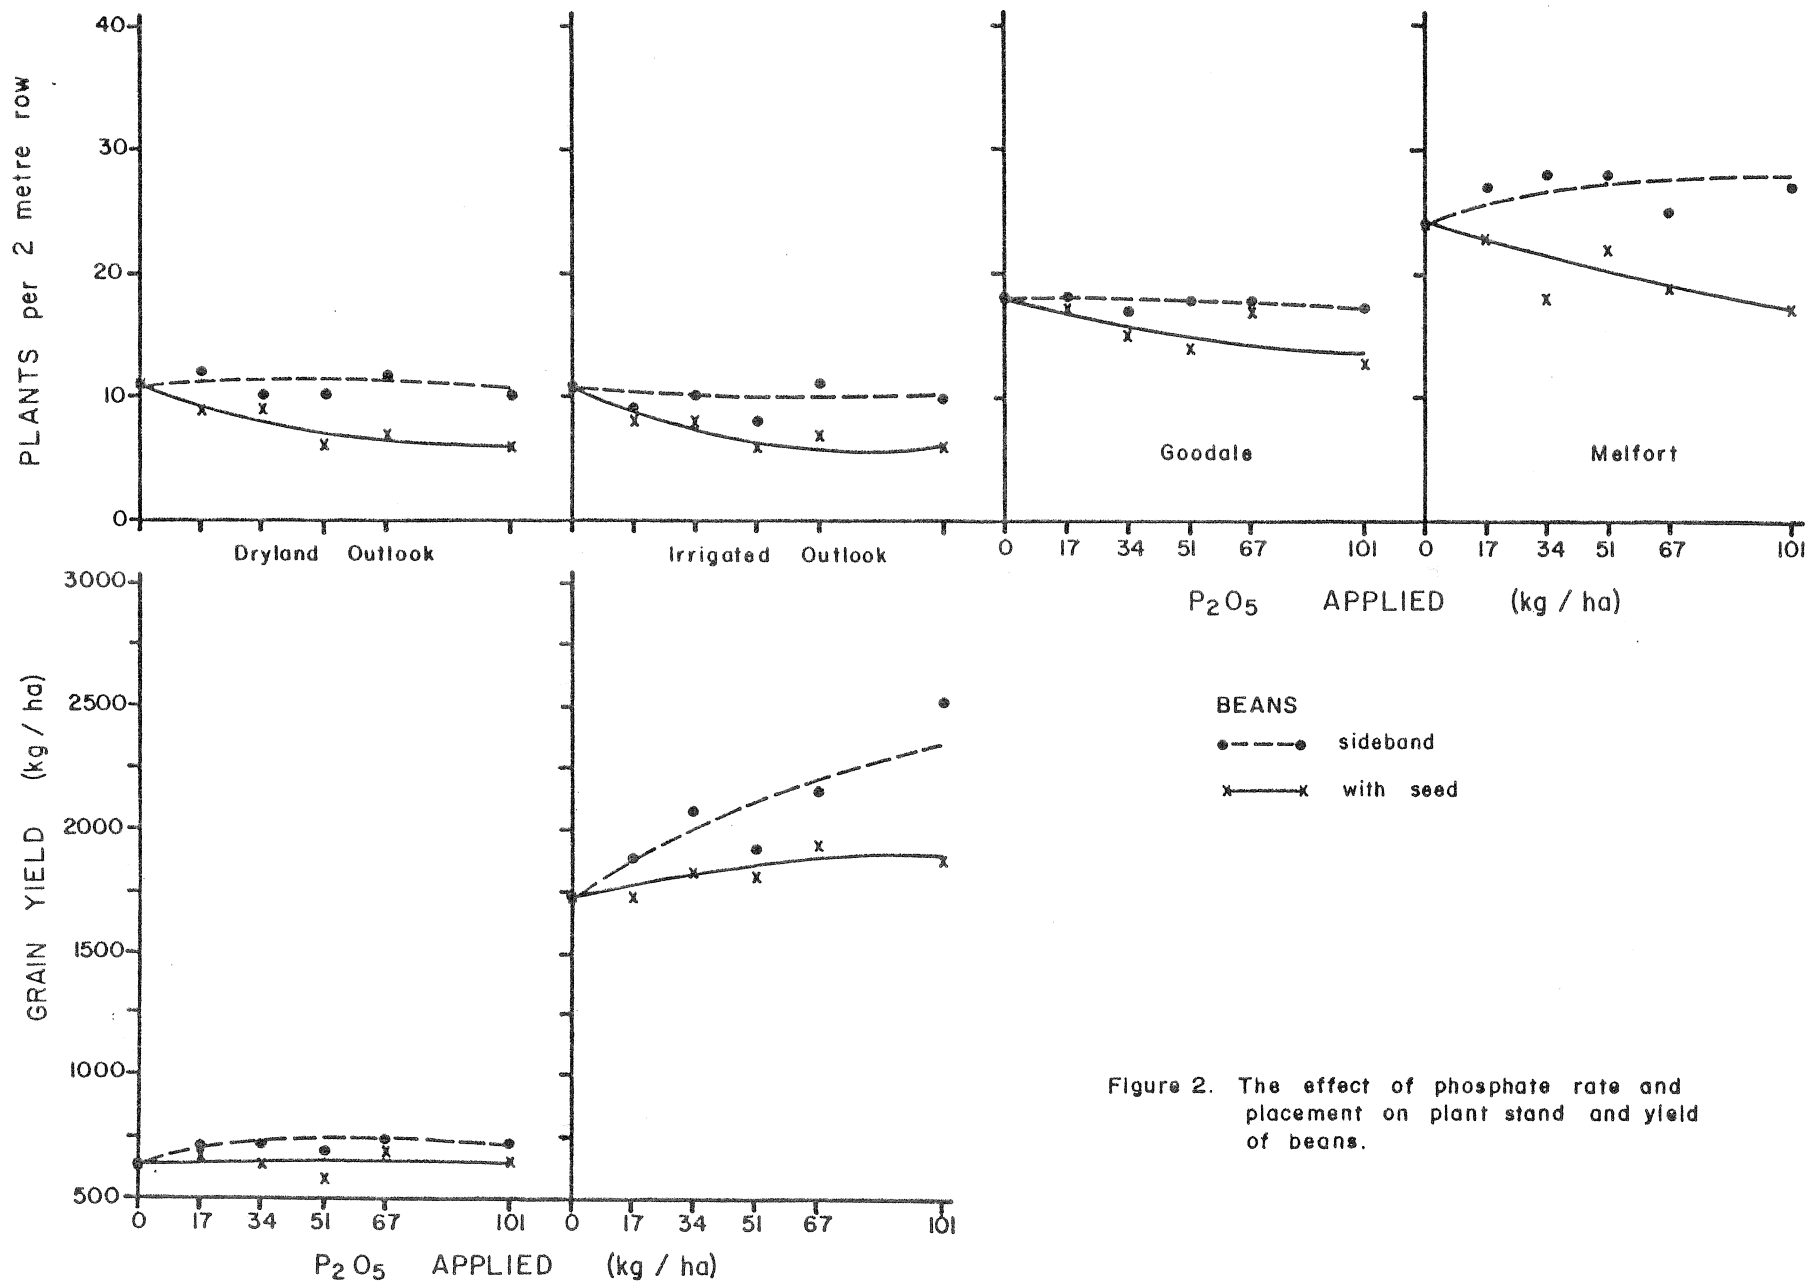 PLANTS per 2 metre row
40
30
20
10
0
Dryland Outlook
Irrigated Outlook
Goodale
0 17 34 51 67 101
Melfort
0 17 34 51 67 101
P2O5 APPLIED (kg / ha)
GRAIN YIELD (kg / ha)
3000
2500
2000
1500
1000
500
0 17 34 51 67 101
0 17 34 51 67 101
P2O5 APPLIED (kg / ha)
BEANS
sideband
with seed
Figure 2. The effect of phosphate rate and
placement on plant stand and yield
of beans.